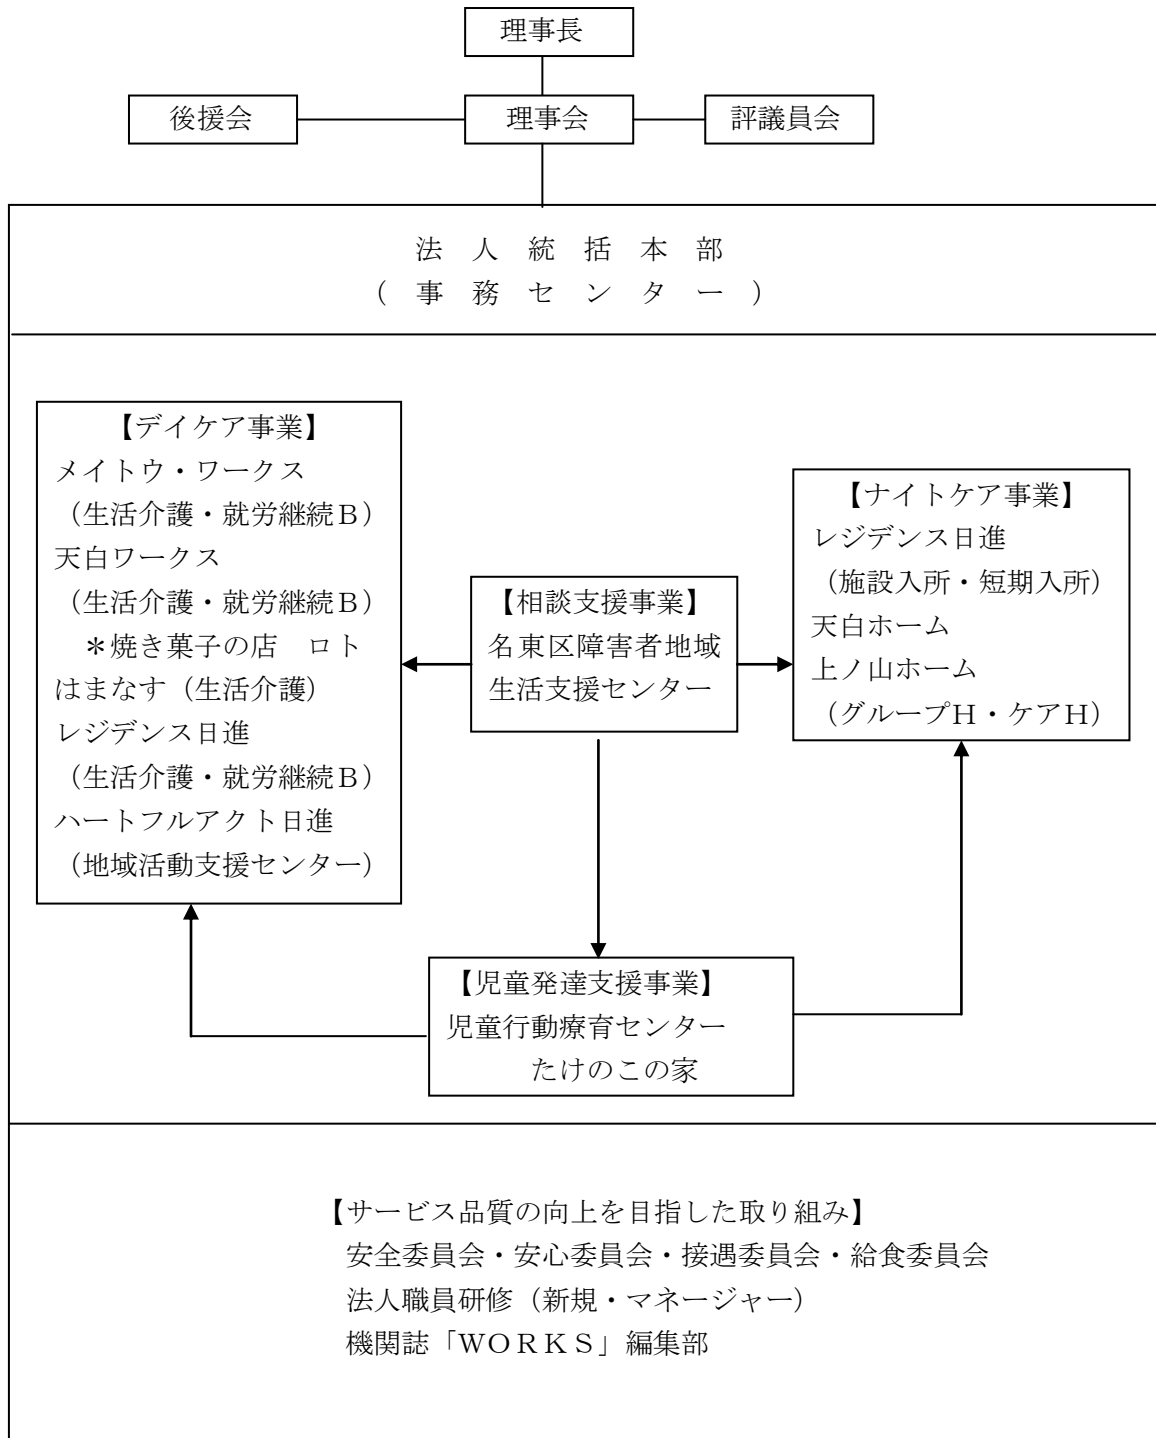 理事長
後援会
理事会
評議員会
法人統括本部
(事務センター)
【デイケア事業】
メイトウ・ワークス
(生活介護・就労継続B)
天白ワークス
(生活介護・就労継続B)
*焼き菓子の店 ロト
はまなす(生活介護)
レジデンス日進
(生活介護・就労継続B)
ハートフルアクト日進
(地域活動支援センター)
【相談支援事業】
名東区障害者地域
生活支援センター
【ナイトケア事業】
レジデンス日進
(施設入所・短期入所)
天白ホーム
上ノ山ホーム
(グループH・ケアH)
【児童発達支援事業】
児童行動療育センター
たけのこの家
【サービス品質の向上を目指した取り組み】
安全委員会・安心委員会・接遇委員会・給食委員会
法人職員研修(新規・マネージャー)
機関誌「WORKS」編集部